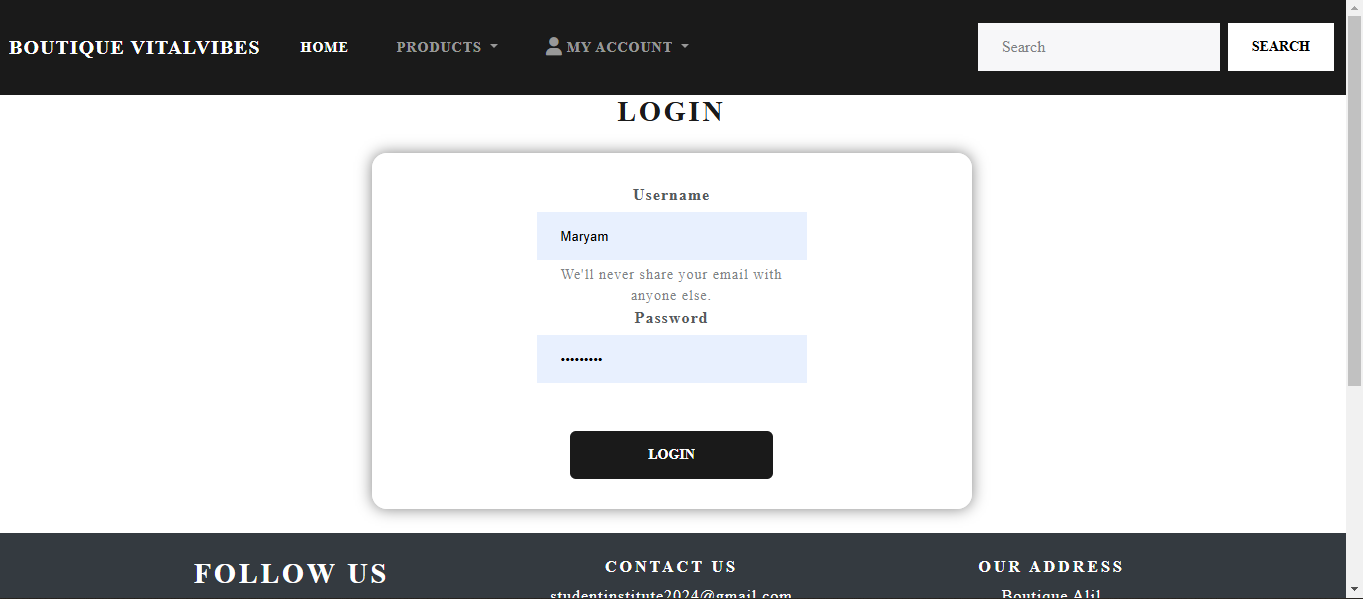 BOUTIQUE VITALVIBES HOME PRODUCTS MY ACCOUNT Search SEARCH
LOGIN
Username
Maryam
We'll never share your email with
anyone else.
Password
•••••••••
LOGIN
FOLLOW US
CONTACT US
studentinstitute2024@gmail.com
OUR ADDRESS
Boutique Alil